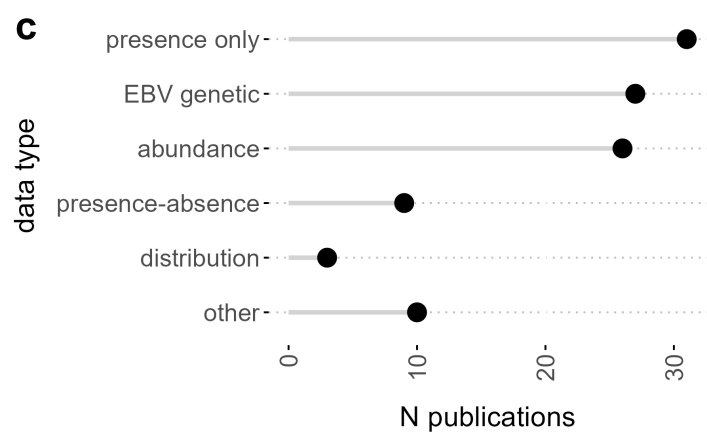 c
data type
presence only
EBV genetic
abundance
presence-absence
distribution
other
0
10
20
30
N publications